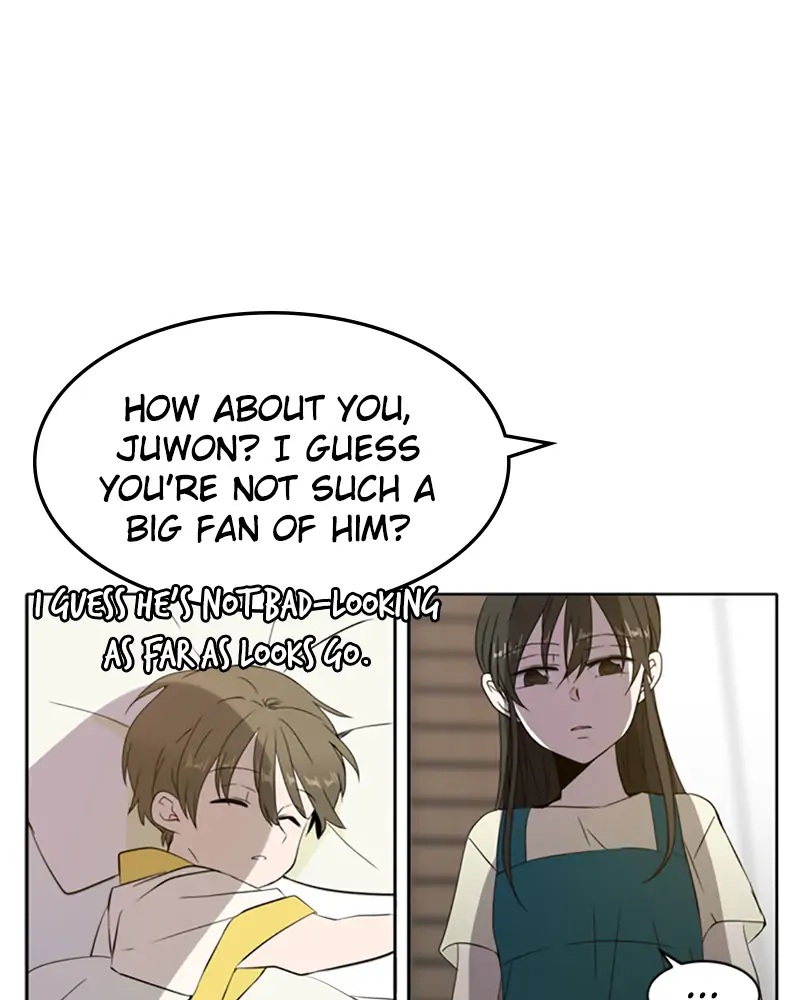 HOW ABOUT YOU,
JUWON? I GUESS
YOU'RE NOT SUCH A
BIG FAN OF HIM?
I GUESS HE'S NOT BAD-LOOKING
AS FAR AS LOOKS GO.
...